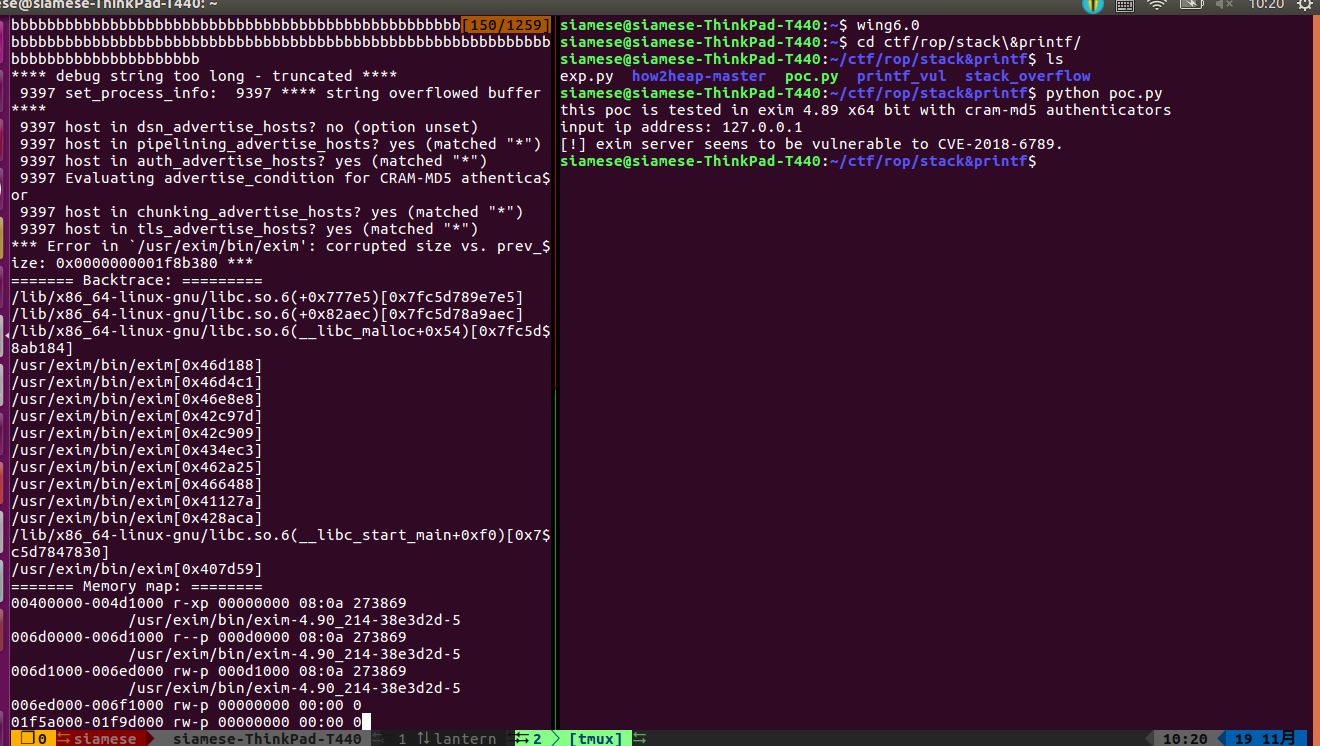 ese@siamese-ThinkPad-T440: ~
10:20
bbbbbbbbbbbbbbbbbbbbbbbbbbbbbbbbbbbbbbbbbbbbbbbbbb[150/1259]
bbbbbbbbbbbbbbbbbbbbbbbbbbbbbbbbbbbbbbbbbbbbbbbbbbbbbbbbbbbb
bbbbbbbbbbbbbbbbbbbbb
**** debug string too long - truncated ****
9397 set_process_info:  9397 **** string overflowed buffer
****
9397 host in dsn_advertise_hosts? no (option unset)
9397 host in pipelining_advertise_hosts? yes (matched "*")
9397 host in auth_advertise_hosts? yes (matched "*")
9397 Evaluating advertise_condition for CRAM-MD5 athentica$
or
9397 host in chunking_advertise_hosts? yes (matched "*")
9397 host in tls_advertise_hosts? yes (matched "*")
*** Error in `/usr/exim/bin/exim': corrupted size vs. prev_$
ize: 0x0000000001f8b380 ***
======= Backtrace: =========
/lib/x86_64-linux-gnu/libc.so.6(+0x777e5)[0x7fc5d789e7e5]
/lib/x86_64-linux-gnu/libc.so.6(+0x82aec)[0x7fc5d78a9aec]
/lib/x86_64-linux-gnu/libc.so.6(__libc_malloc+0x54)[0x7fc5d$
8ab184]
/usr/exim/bin/exim[0x46d188]
/usr/exim/bin/exim[0x46d4c1]
/usr/exim/bin/exim[0x46e8e8]
/usr/exim/bin/exim[0x42c97d]
/usr/exim/bin/exim[0x42c909]
/usr/exim/bin/exim[0x434ec3]
/usr/exim/bin/exim[0x462a25]
/usr/exim/bin/exim[0x466488]
/usr/exim/bin/exim[0x41127a]
/usr/exim/bin/exim[0x428aca]
/lib/x86_64-linux-gnu/libc.so.6(__libc_start_main+0xf0)[0x7$
c5d7847830]
/usr/exim/bin/exim[0x407d59]
======= Memory map: ========
00400000-004d1000 r-xp 00000000 08:0a 273869
/usr/exim/bin/exim-4.90_214-38e3d2d-5
006d0000-006d1000 r--p 000d0000 08:0a 273869
/usr/exim/bin/exim-4.90_214-38e3d2d-5
006d1000-006ed000 rw-p 000d1000 08:0a 273869
/usr/exim/bin/exim-4.90_214-38e3d2d-5
006ed000-006f1000 rw-p 00000000 00:00 0
01f5a000-01f9d000 rw-p 00000000 00:00 0
siamese@siamese-ThinkPad-T440:~$ wing6.0
siamese@siamese-ThinkPad-T440:~$ cd ctf/rop/stack\&printf/
siamese@siamese-ThinkPad-T440:~/ctf/rop/stack&printf$ ls
exp.py  how2heap-master  poc.py  printf_vul  stack_overflow
siamese@siamese-ThinkPad-T440:~/ctf/rop/stack&printf$ python poc.py
this poc is tested in exim 4.89 x64 bit with cram-md5 authenticators
input ip address: 127.0.0.1
[!] exim server seems to be vulnerable to CVE-2018-6789.
siamese@siamese-ThinkPad-T440:~/ctf/rop/stack&printf$
0 siamese siamese-ThinkPad-T440 1 lantern 2 [tmux] 10:20 19 11月